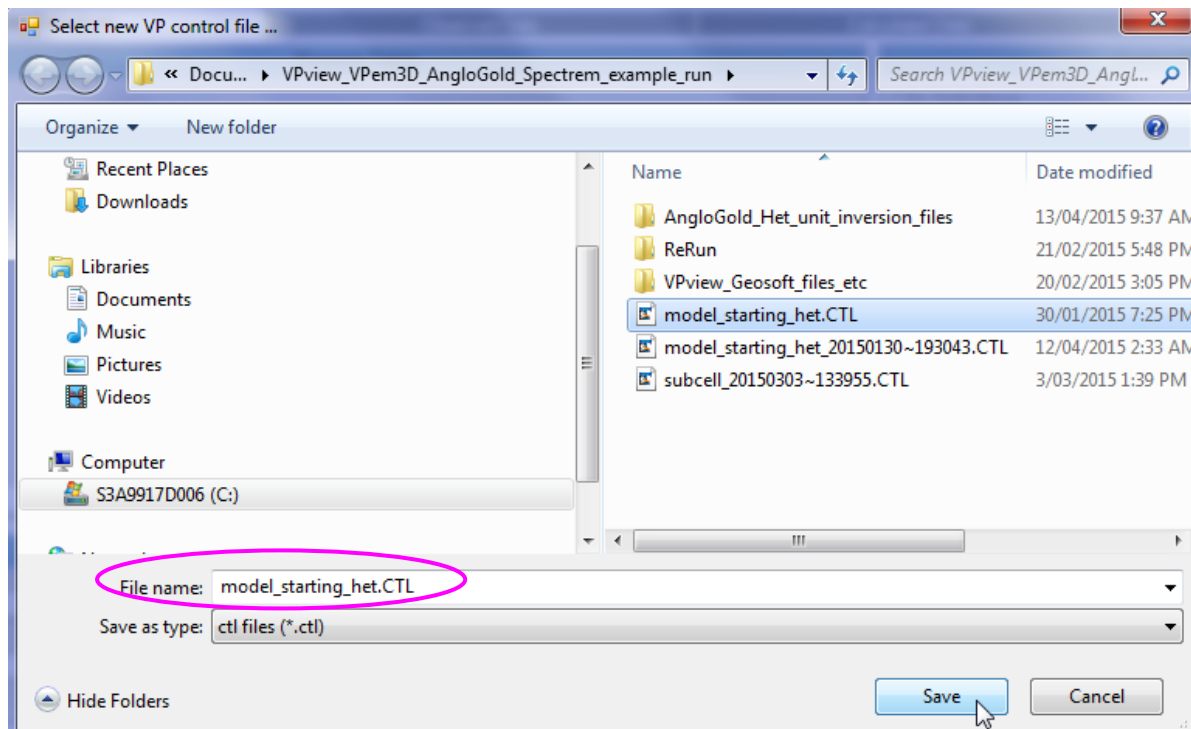 Select new VP control file ...
« Docu... ▸ VPview_VPem3D_AngloGold_Spectrem_example_run ▸
Search VPview_VPem3D_Angl...
Organize New folder
Recent Places
Downloads
Libraries
Documents
Music
Pictures
Videos
Computer
S3A9917D006 (C:)
Name Date modified
AngloGold_Het_unit_inversion_files 13/04/2015 9:37 AM
ReRun 21/02/2015 5:48 PM
VPview_Geosoft_files_etc 20/02/2015 3:05 PM
model_starting_het.CTL 30/01/2015 7:25 PM
model_starting_het_20150130~193043.CTL 12/04/2015 2:33 AM
subcell_20150303~133955.CTL 3/03/2015 1:39 PM
File name: model_starting_het.CTL
Save as type: ctl files (*.ctl)
Hide Folders
Save Cancel